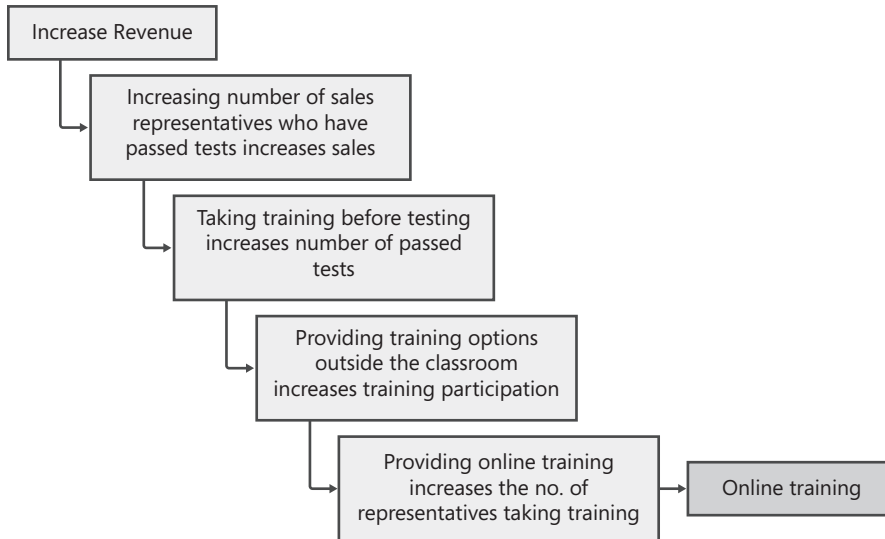 Increase Revenue
Increasing number of sales
representatives who have
passed tests increases sales
Taking training before testing
increases number of passed
tests
Providing training options
outside the classroom
increases training participation
Providing online training
increases the no. of
representatives taking training
Online training